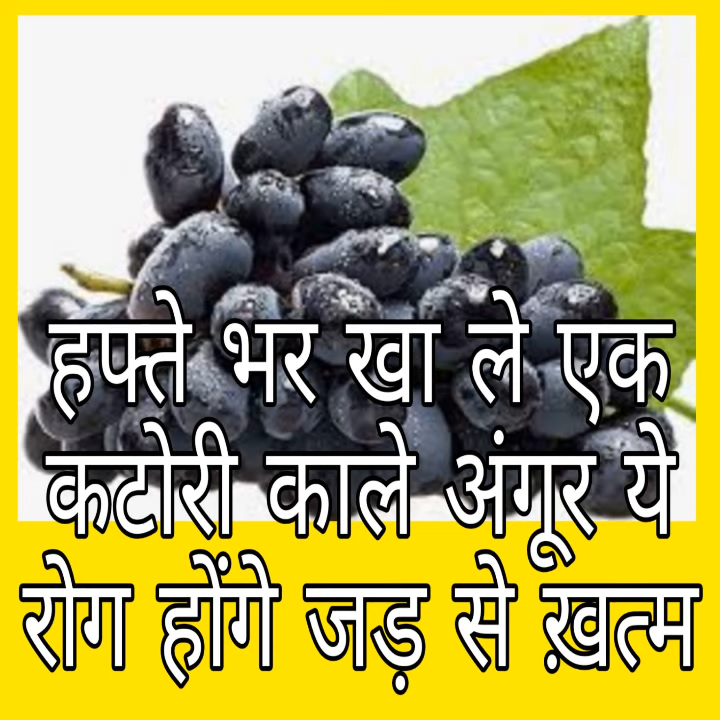 हफ्ते भर खा ले एक
कटोरी काले अंगूर ये
रोग होंगे जड़ से ख़त्म